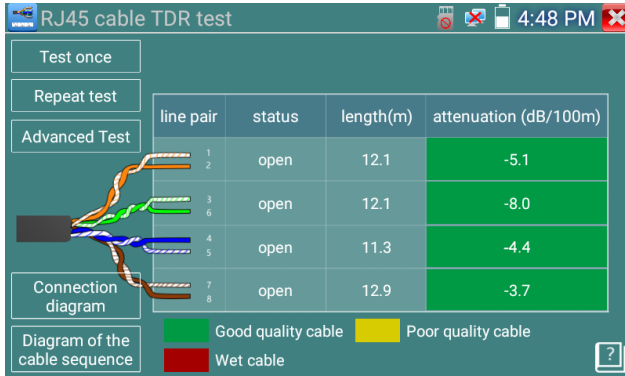 RJ45 cable TDR test
4:48 PM
Test once
Repeat test
Advanced Test
line pair status length(m) attenuation (dB/100m)
1
2
open 12.1 -5.1
3
6
open 12.1 -8.0
4
5
open 11.3 -4.4
7
8
open 12.9 -3.7
Connection
diagram
Diagram of the
cable sequence
Good quality cable Poor quality cable
Wet cable
?